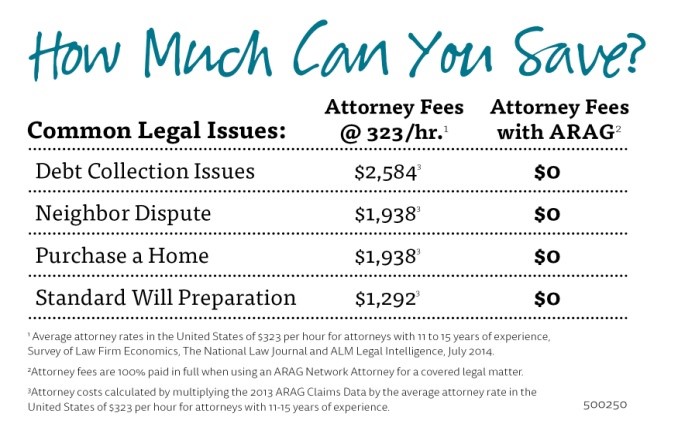 How Much Can You Save?
Attorney Fees Attorney Fees
Common Legal Issues: @ 323/hr.¹ with ARAG²
Debt Collection Issues $2,584³ $0
Neighbor Dispute $1,938³ $0
Purchase a Home $1,938³ $0
Standard Will Preparation $1,292³ $0
¹Average attorney rates in the United States of $323 per hour for attorneys with 11 to 15 years of experience,
Survey of Law Firm Economics, The National Law Journal and ALM Legal Intelligence, July 2014.
²Attorney fees are 100% paid in full when using an ARAG Network Attorney for a covered legal matter.
³Attorney costs calculated by multiplying the 2013 ARAG Claims Data by the average attorney rate in the
United States of $323 per hour for attorneys with 11-15 years of experience. 500250